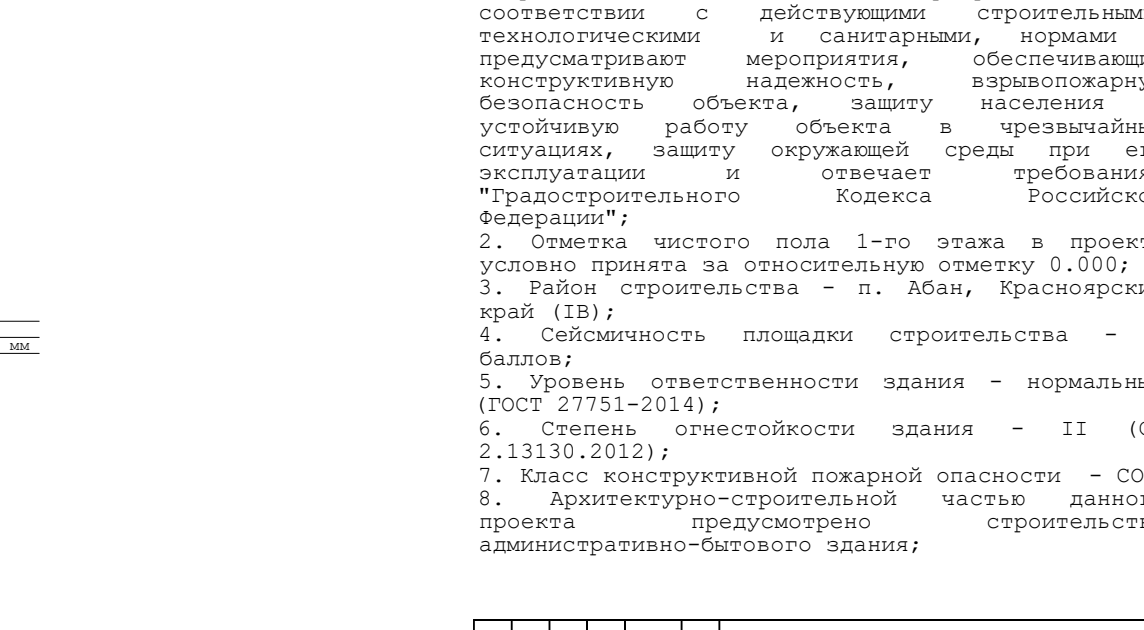 соответствии с действующими строительным
технологическими и санитарными, нормами
предусматривают мероприятия, обеспечивающи
конструктивную надежность, взрывопожарну
безопасность объекта, защиту населения
устойчивую работу объекта в чрезвычайны
ситуациях, защиту окружающей среды при ег
эксплуатации и отвечает требования
"Градостроительного Кодекса Российско
Федерации";
2. Отметка чистого пола 1-го этажа в проект
условно принята за относительную отметку 0.000;
3. Район строительства - п. Абан, Красноярски
край (IВ);
4. Сейсмичность площадки строительства -
баллов;
мм
5. Уровень ответственности здания - нормальны
(ГОСТ 27751-2014);
6. Степень огнестойкости здания - II (С
2.13130.2012);
7. Класс конструктивной пожарной опасности - СО
8. Архитектурно-строительной частью данног
проекта предусмотрено строительств
административно-бытового здания;